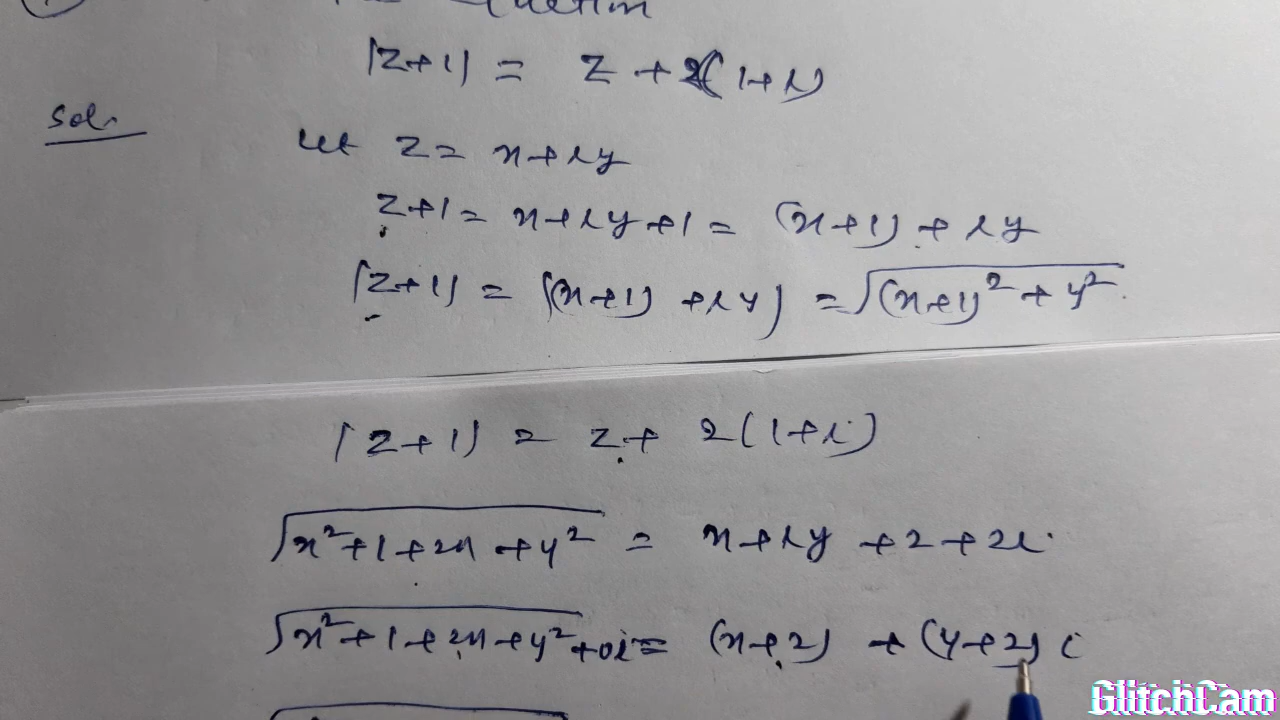 |z+1| = z + 2(1+i)
Sol.
Let z = x+iy
z+1 = x+iy+1 = (x+1) + iy
|z+1| = |(x+1) + iy| = √((x+1)² + y²)
|z+1| = z + 2(1+i)
√(x²+1+2x+y²) = x+iy+2+2i
√(x²+1+2x+y²)+0i = (x+2) + (y+2)i
GlitchCam